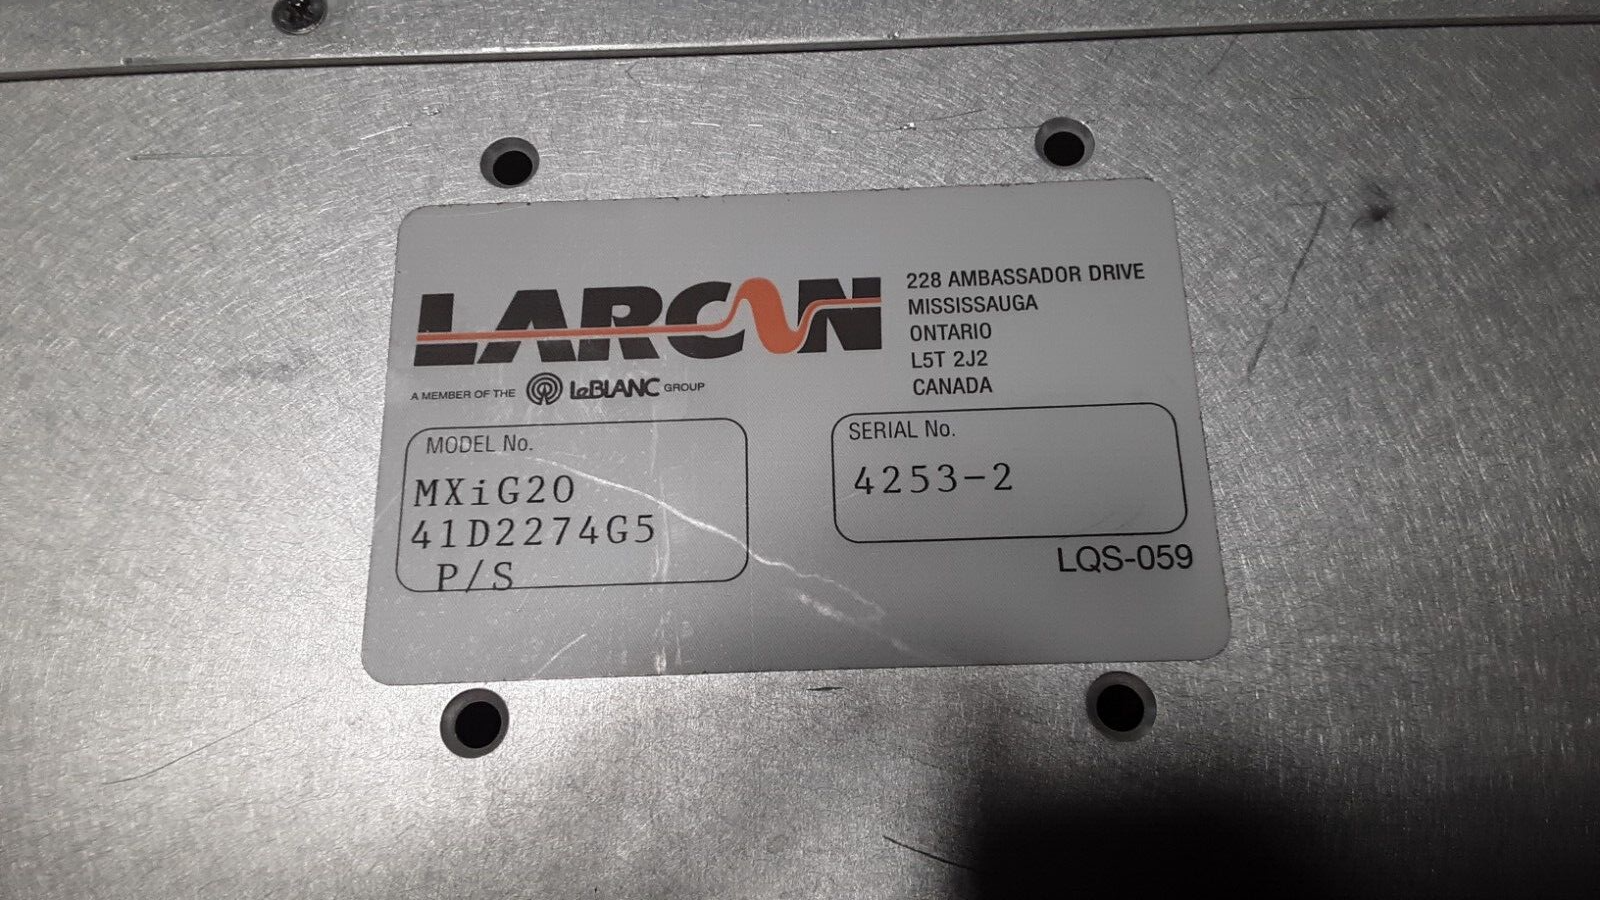 LARCAN
228 AMBASSADOR DRIVE
MISSISSAUGA
ONTARIO
L5T 2J2
CANADA
A MEMBER OF THE LeBLANC GROUP
MODEL No.
MXiG20
41D2274G5
P/S
SERIAL No.
4253-2
LQS-059